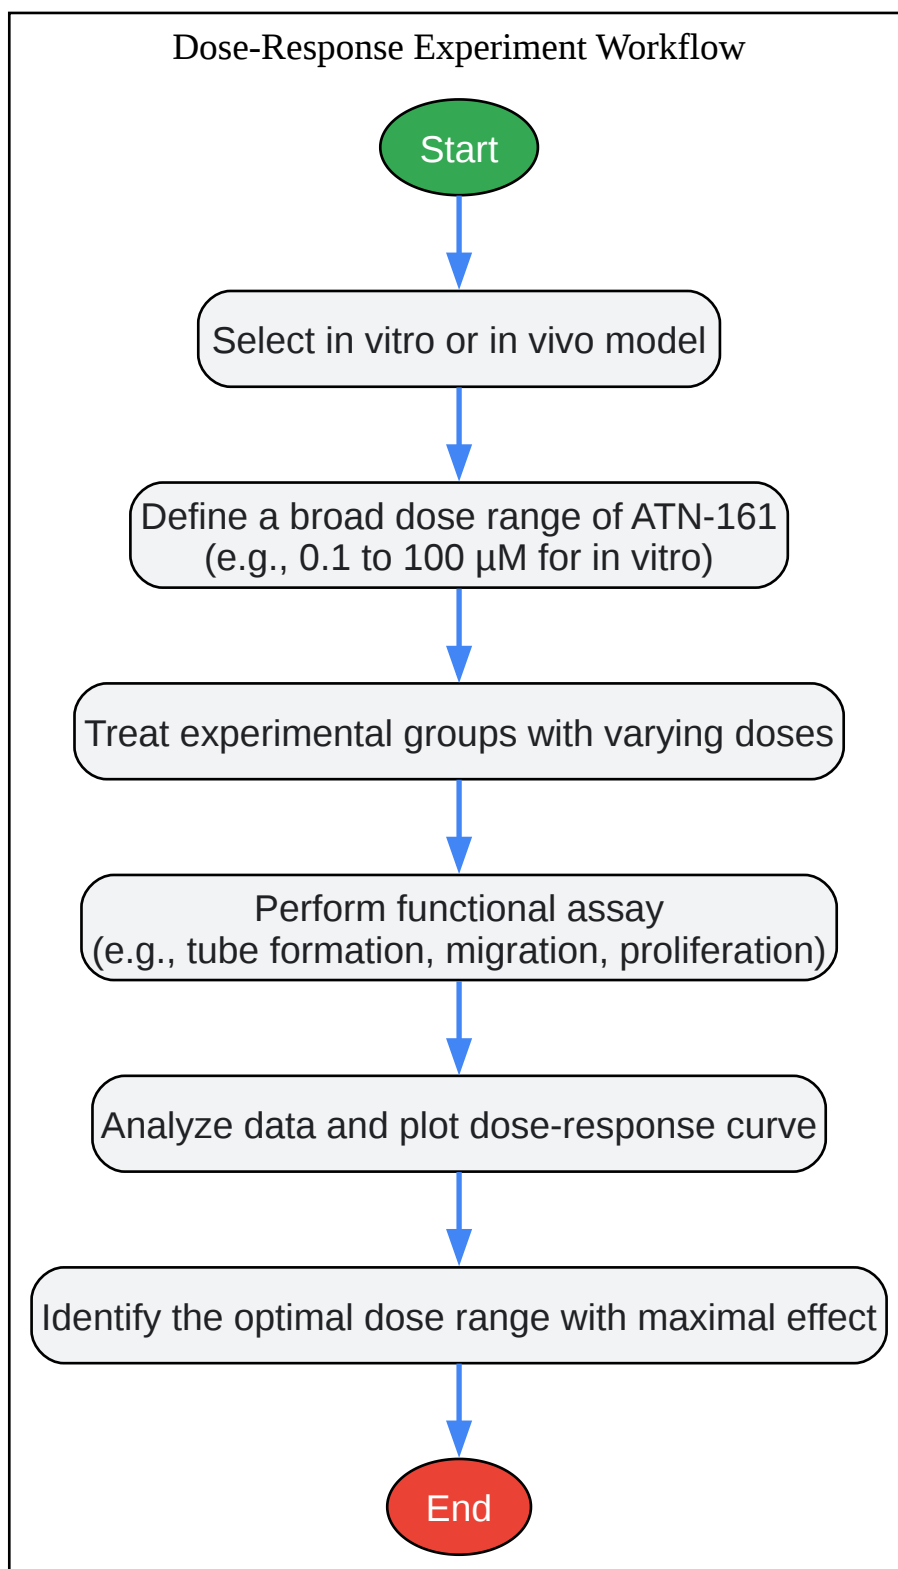 Dose-Response Experiment Workflow
Start
Select in vitro or in vivo model
Define a broad dose range of ATN-161
(e.g., 0.1 to 100 µM for in vitro)
Treat experimental groups with varying doses
Perform functional assay
(e.g., tube formation, migration, proliferation)
Analyze data and plot dose-response curve
Identify the optimal dose range with maximal effect
End